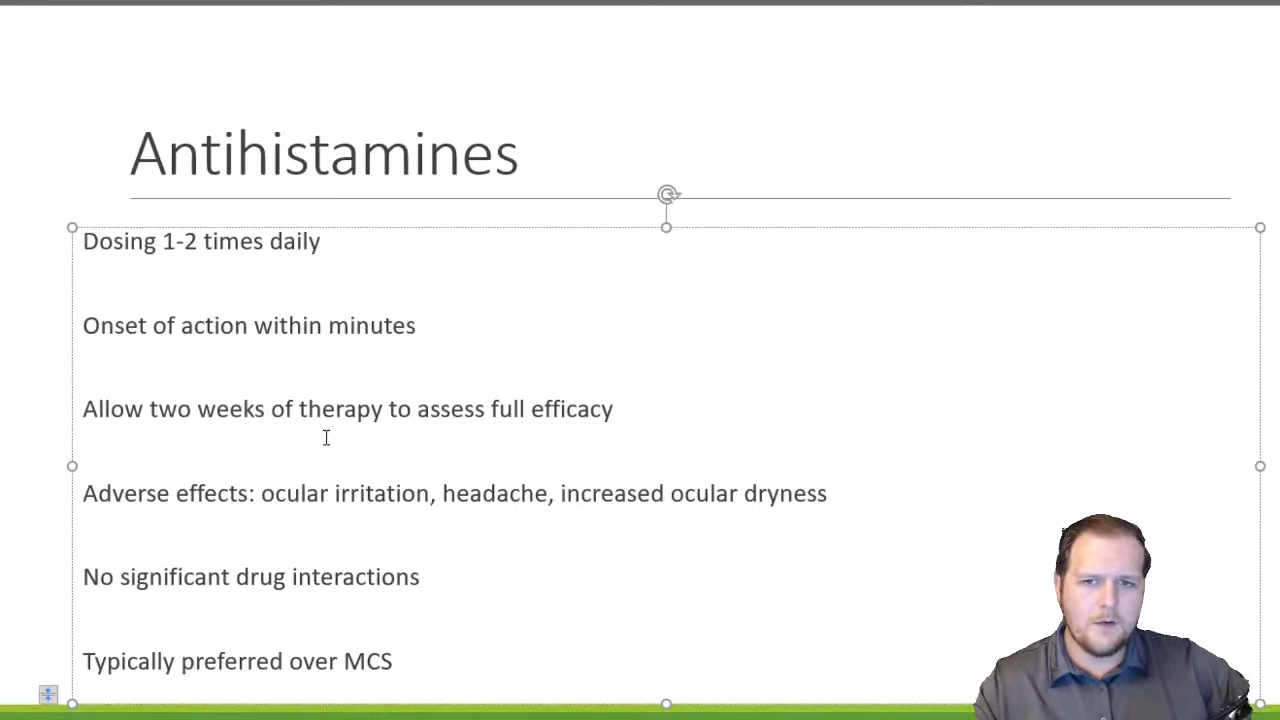 Antihistamines
Dosing 1-2 times daily
Onset of action within minutes
Allow two weeks of therapy to assess full efficacy
Adverse effects: ocular irritation, headache, increased ocular dryness
No significant drug interactions
Typically preferred over MCS